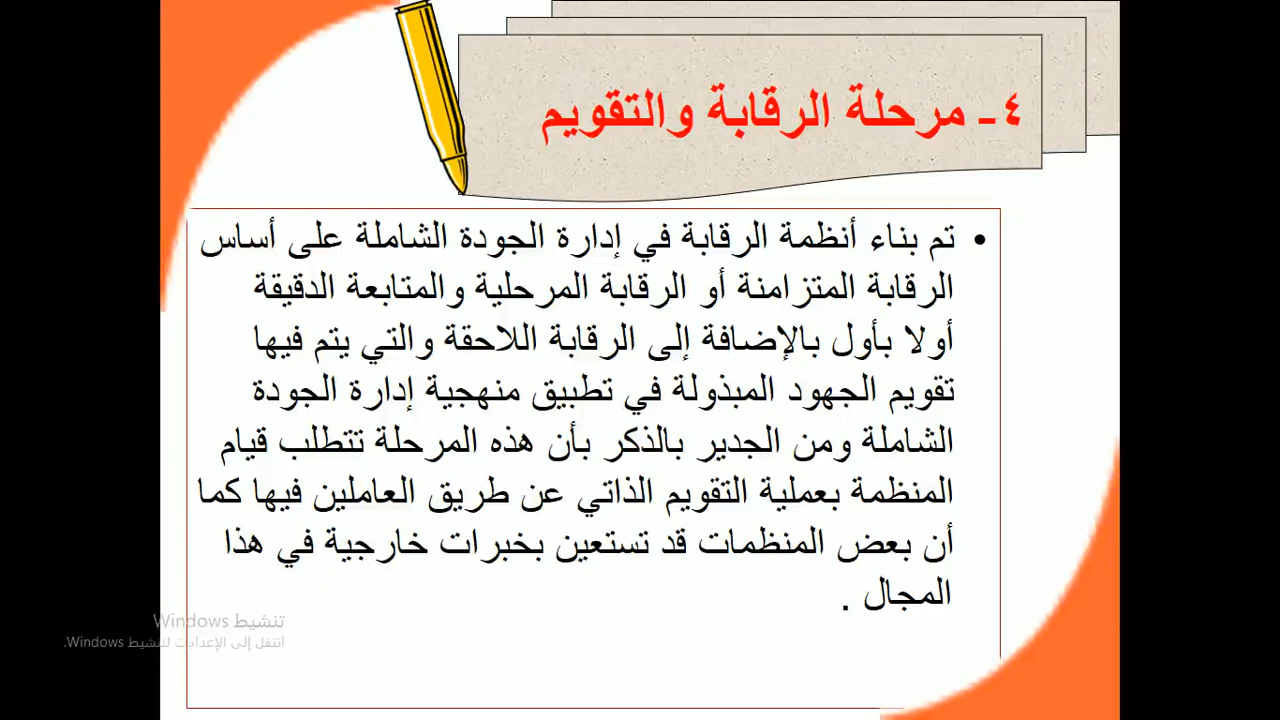 ٤- مرحلة الرقابة والتقويم
• تم بناء أنظمة الرقابة في إدارة الجودة الشاملة على أساس
الرقابة المتزامنة أو الرقابة المرحلية والمتابعة الدقيقة
أولا بأول بالإضافة إلى الرقابة اللاحقة والتي يتم فيها
تقويم الجهود المبذولة في تطبيق منهجية إدارة الجودة
الشاملة ومن الجدير بالذكر بأن هذه المرحلة تتطلب قيام
المنظمة بعملية التقويم الذاتي عن طريق العاملين فيها كما
أن بعض المنظمات قد تستعين بخبرات خارجية في هذا
المجال .
تنشيط Windows
انتقل إلى الإعدادات لتنشيط Windows.